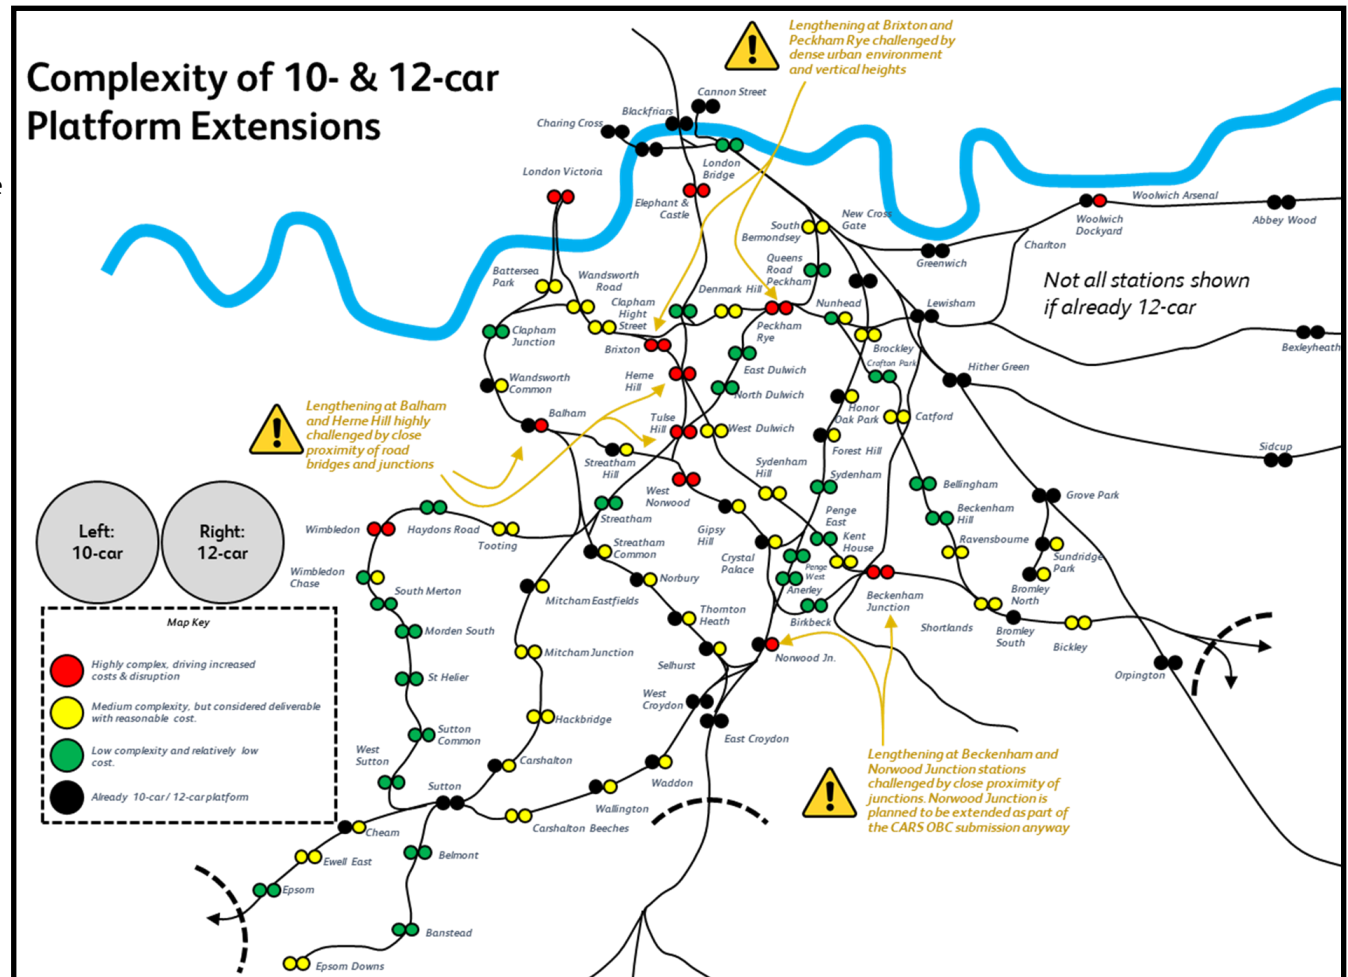 Complexity of 10- & 12-car
Platform Extensions
Lengthening at Brixton and
Peckham Rye challenged by
dense urban environment
and vertical heights
Cannon Street
Blackfriars
Charing Cross
London
Bridge
London Victoria
Elephant &
Castle
Woolwich Arsenal
Woolwich
Dockyard
Abbey Wood
New Cross
Gate
South
Bermondsey
Charlton
Greenwich
Queens
Road
Peckham
Battersea
Park
Wandsworth
Road
Not all stations shown
if already 12-car
Denmark Hill
Clapham
Hight
Street
Nunhead
Lewisham
Clapham
Junction
Peckham
Rye
Brixton
Brockley
Bexleyheath
Crofton Park
Hither Green
East Dulwich
Herne
Hill
Wandsworth
Common
North Dulwich
Honor
Oak Park
Catford
Lengthening at Balham
and Herne Hill highly
challenged by close
proximity of road
bridges and junctions
Balham
Tulse
Hill
West Dulwich
Forest Hill
Sidcup
Streatham
Hill
Sydenham
Hill
Sydenham
Bellingham
Grove Park
West
Norwood
Left:
10-car
Right:
12-car
Streatham
Beckenham
Hill
Penge
East
Wimbledon
Haydons Road
Tooting
Gipsy
Hill
Kent
House
Ravensbourne
Streatham
Common
Crystal
Palace
Sundridge
Park
Penge
West
Wimbledon
Chase
Norbury
Anerley
Bromley
North
South Merton
Mitcham Eastfields
Beckenham
Junction
Thornton
Heath
Birkbeck
Map Key
Shortlands
Bromley
South
Bickley
Morden South
Mitcham Junction
Selhurst
Norwood Jn.
Orpington
Highly complex, driving increased
costs & disruption
St Helier
West
Croydon
Medium complexity, but considered deliverable
with reasonable cost.
Hackbridge
East Croydon
Sutton
Common
Low complexity and relatively low
cost.
West
Sutton
Carshalton
Lengthening at Beckenham and
Norwood Junction stations
challenged by close proximity of
junctions. Norwood Junction is
planned to be extended as part of
the CARS OBC submission anyway
Waddon
Sutton
Already 10-car / 12-car platform
Wallington
Carshalton Beeches
Cheam
Ewell East
Belmont
Epsom
Banstead
Epsom Downs